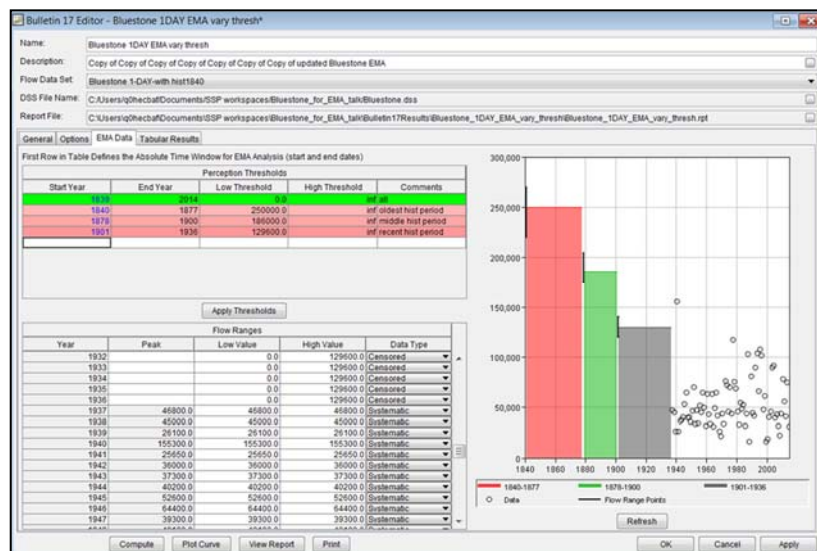 Bulletin 17 Editor - Bluestone 1DAY EMA vary thresh*
Name: Bluestone 1DAY EMA vary thresh
Description: Copy of Copy of Copy of Copy of Copy of Copy of Copy of updated Bluestone EMA
Flow Data Set: Bluestone 1-DAY-with hist1840
DSS File Name: C:/Users/q0hecbaf/Documents/SSP workspaces/Bluestone_for_EMA_talk/Bluestone.dss
Report File: C:\Users\q0hecbaf\Documents\SSP workspaces\Bluestone_for_EMA_talk\Bulletin17Results\Bluestone_1DAY_EMA_vary_thresh\Bluestone_1DAY_EMA_vary_thresh.rpt
General Options EMA Data Tabular Results
First Row in Table Defines the Absolute Time Window for EMA Analysis (start and end dates)
Perception Thresholds
Start Year End Year Low Threshold High Threshold Comments
1839 2014 0.0 inf all
1840 1877 250000.0 inf oldest hist period
1878 1900 186000.0 inf middle hist period
1901 1936 129600.0 inf recent hist period
Apply Thresholds
Flow Ranges
Year Peak Low Value High Value Data Type
1932 0.0 129600.0 Censored
1933 0.0 129600.0 Censored
1934 0.0 129600.0 Censored
1935 0.0 129600.0 Censored
1936 0.0 129600.0 Censored
1937 46800.0 46800.0 46800.0 Systematic
1938 45000.0 45000.0 45000.0 Systematic
1939 26100.0 26100.0 26100.0 Systematic
1940 155300.0 155300.0 155300.0 Systematic
1941 25650.0 25650.0 25650.0 Systematic
1942 36000.0 36000.0 36000.0 Systematic
1943 37300.0 37300.0 37300.0 Systematic
1944 40200.0 40200.0 40200.0 Systematic
1945 52600.0 52600.0 52600.0 Systematic
1946 64400.0 64400.0 64400.0 Systematic
1947 39300.0 39300.0 39300.0 Systematic
300,000
250,000
200,000
150,000
100,000
50,000
0
1840 1860 1880 1900 1920 1940 1960 1980 2000
1840-1877 1878-1900 1901-1936
Data Flow Range Points
Refresh
Compute Plot Curve View Report Print OK Cancel Apply